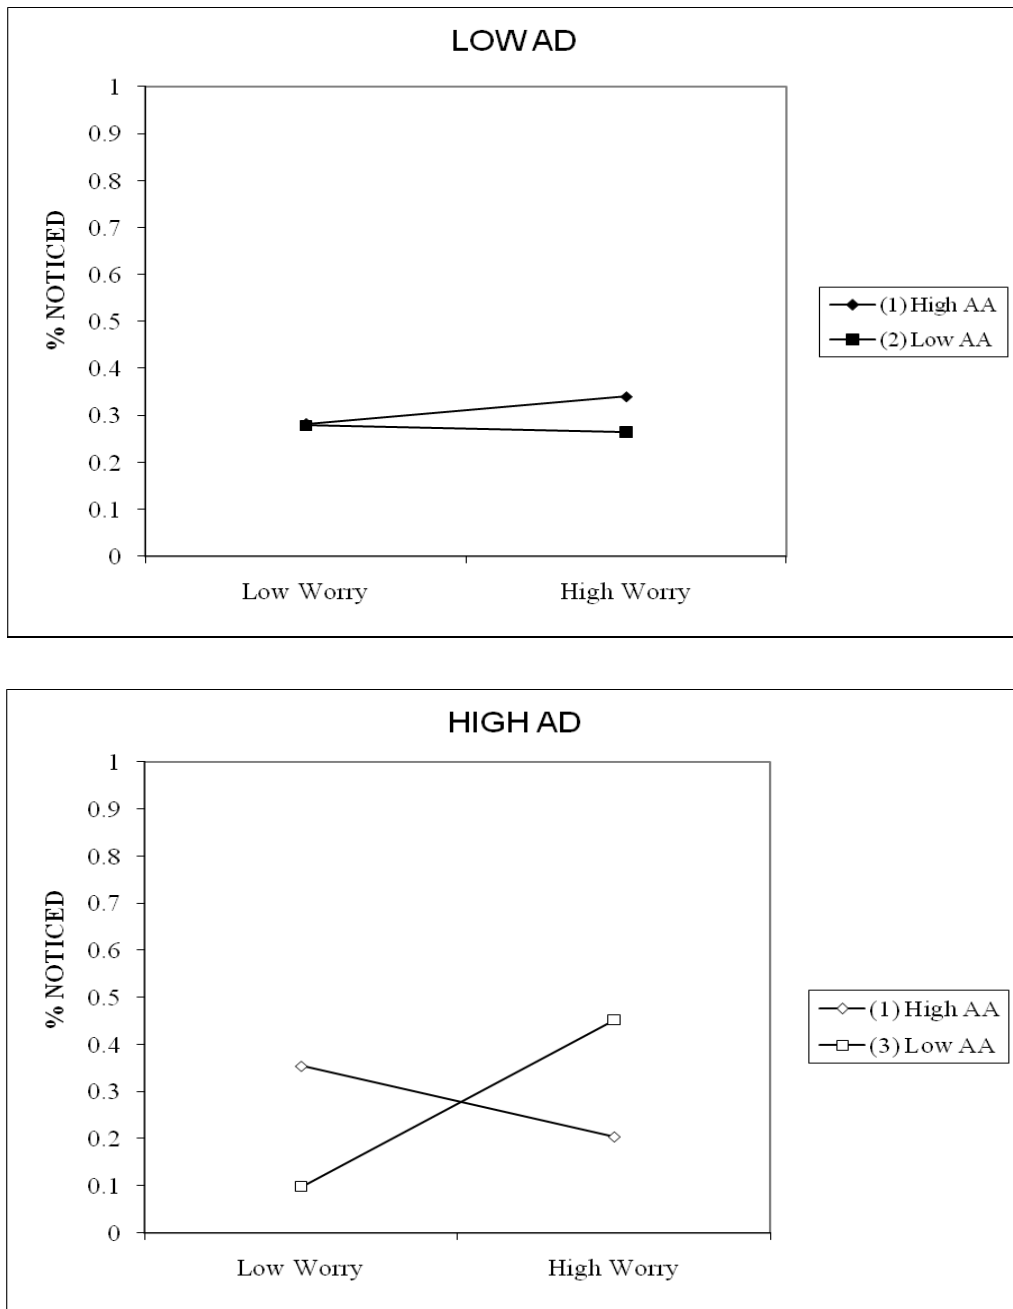 LOW AD
1
0.9
0.8
0.7
0.6
0.5
0.4
0.3
0.2
0.1
0
% NOTICED
Low Worry
High Worry
(1) High AA
(2) Low AA
HIGH AD
1
0.9
0.8
0.7
0.6
0.5
0.4
0.3
0.2
0.1
0
% NOTICED
Low Worry
High Worry
(1) High AA
(3) Low AA